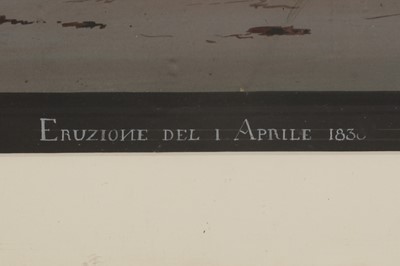 Eruzione del 1 Aprile